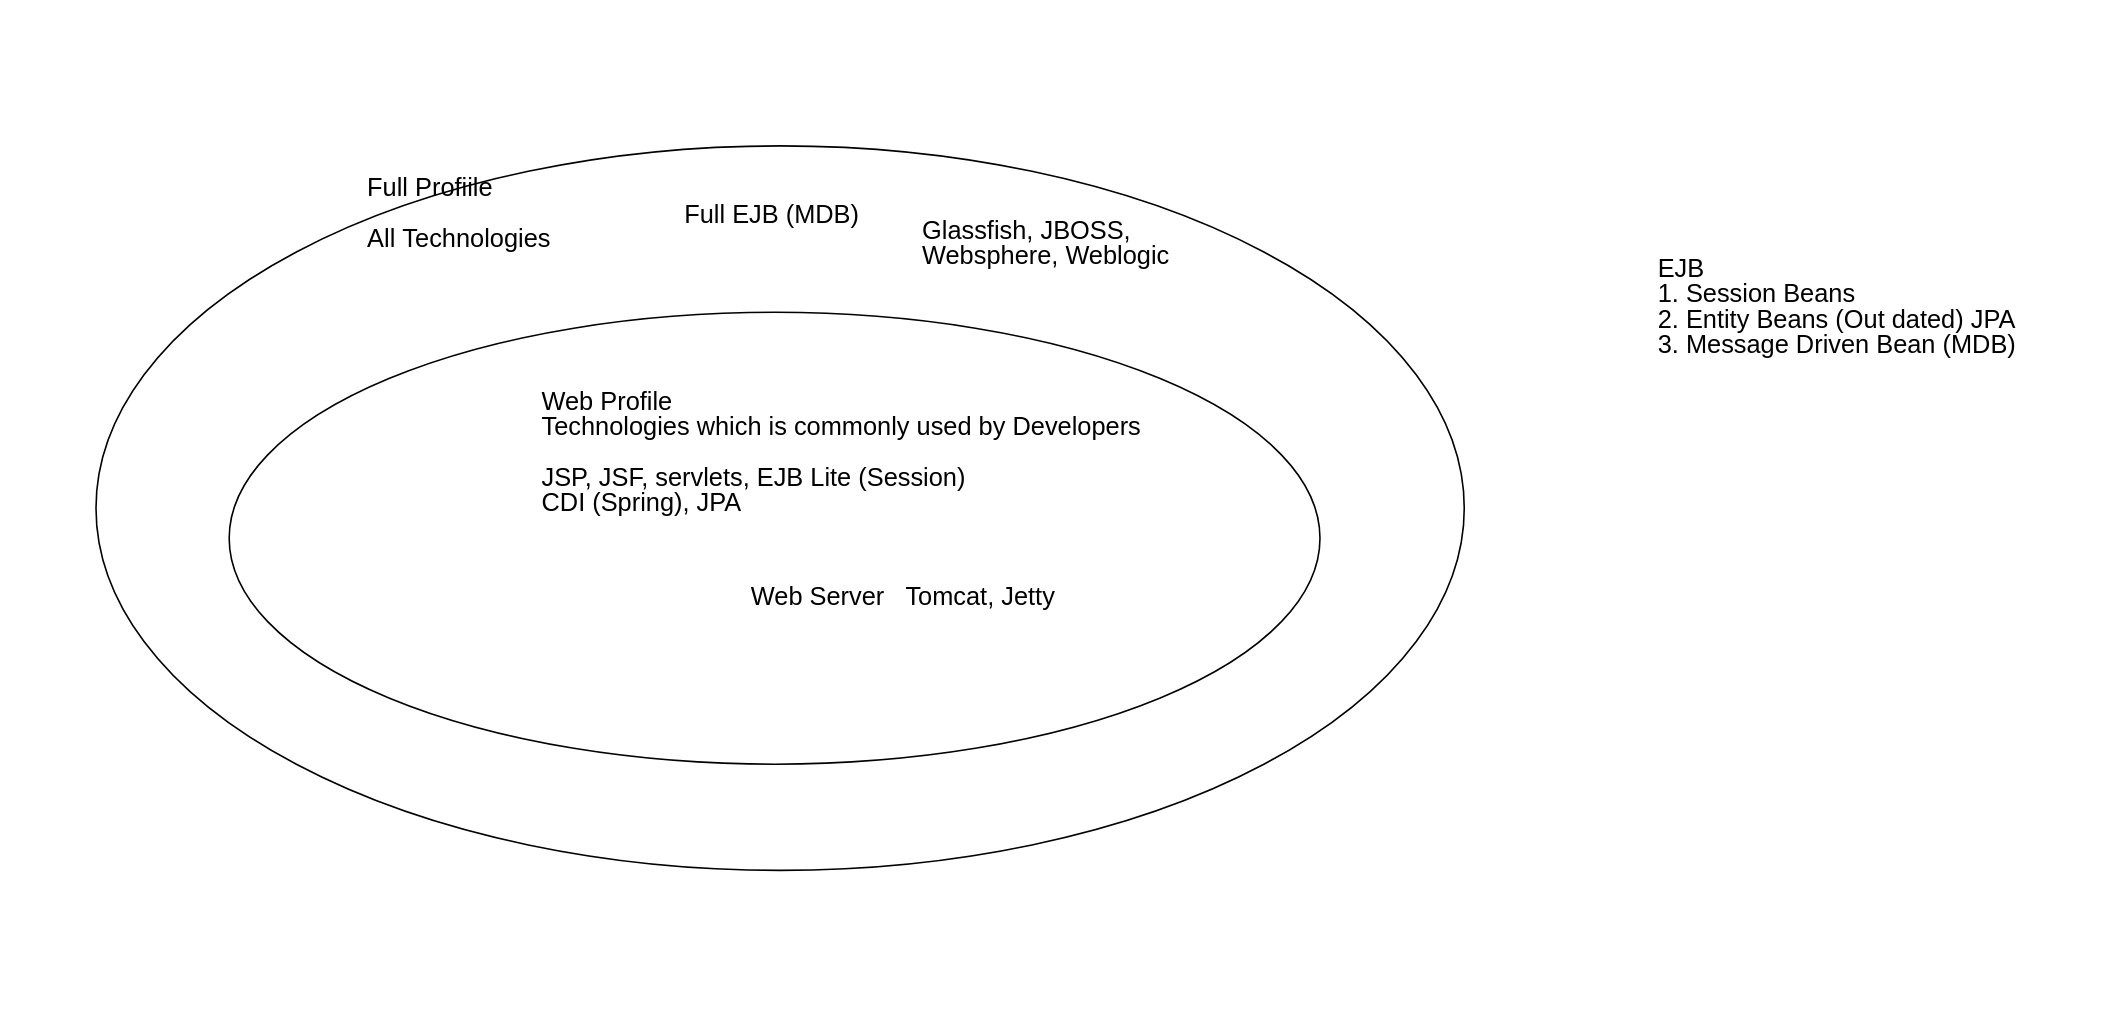 Full Profiile
All Technologies
Full EJB (MDB)
Glassfish, JBOSS,
Websphere, Weblogic
EJB
1. Session Beans
2. Entity Beans (Out dated) JPA
3. Message Driven Bean (MDB)
Web Profile
Technologies which is commonly used by Developers
JSP, JSF, servlets, EJB Lite (Session)
CDI (Spring), JPA
Web Server   Tomcat, Jetty